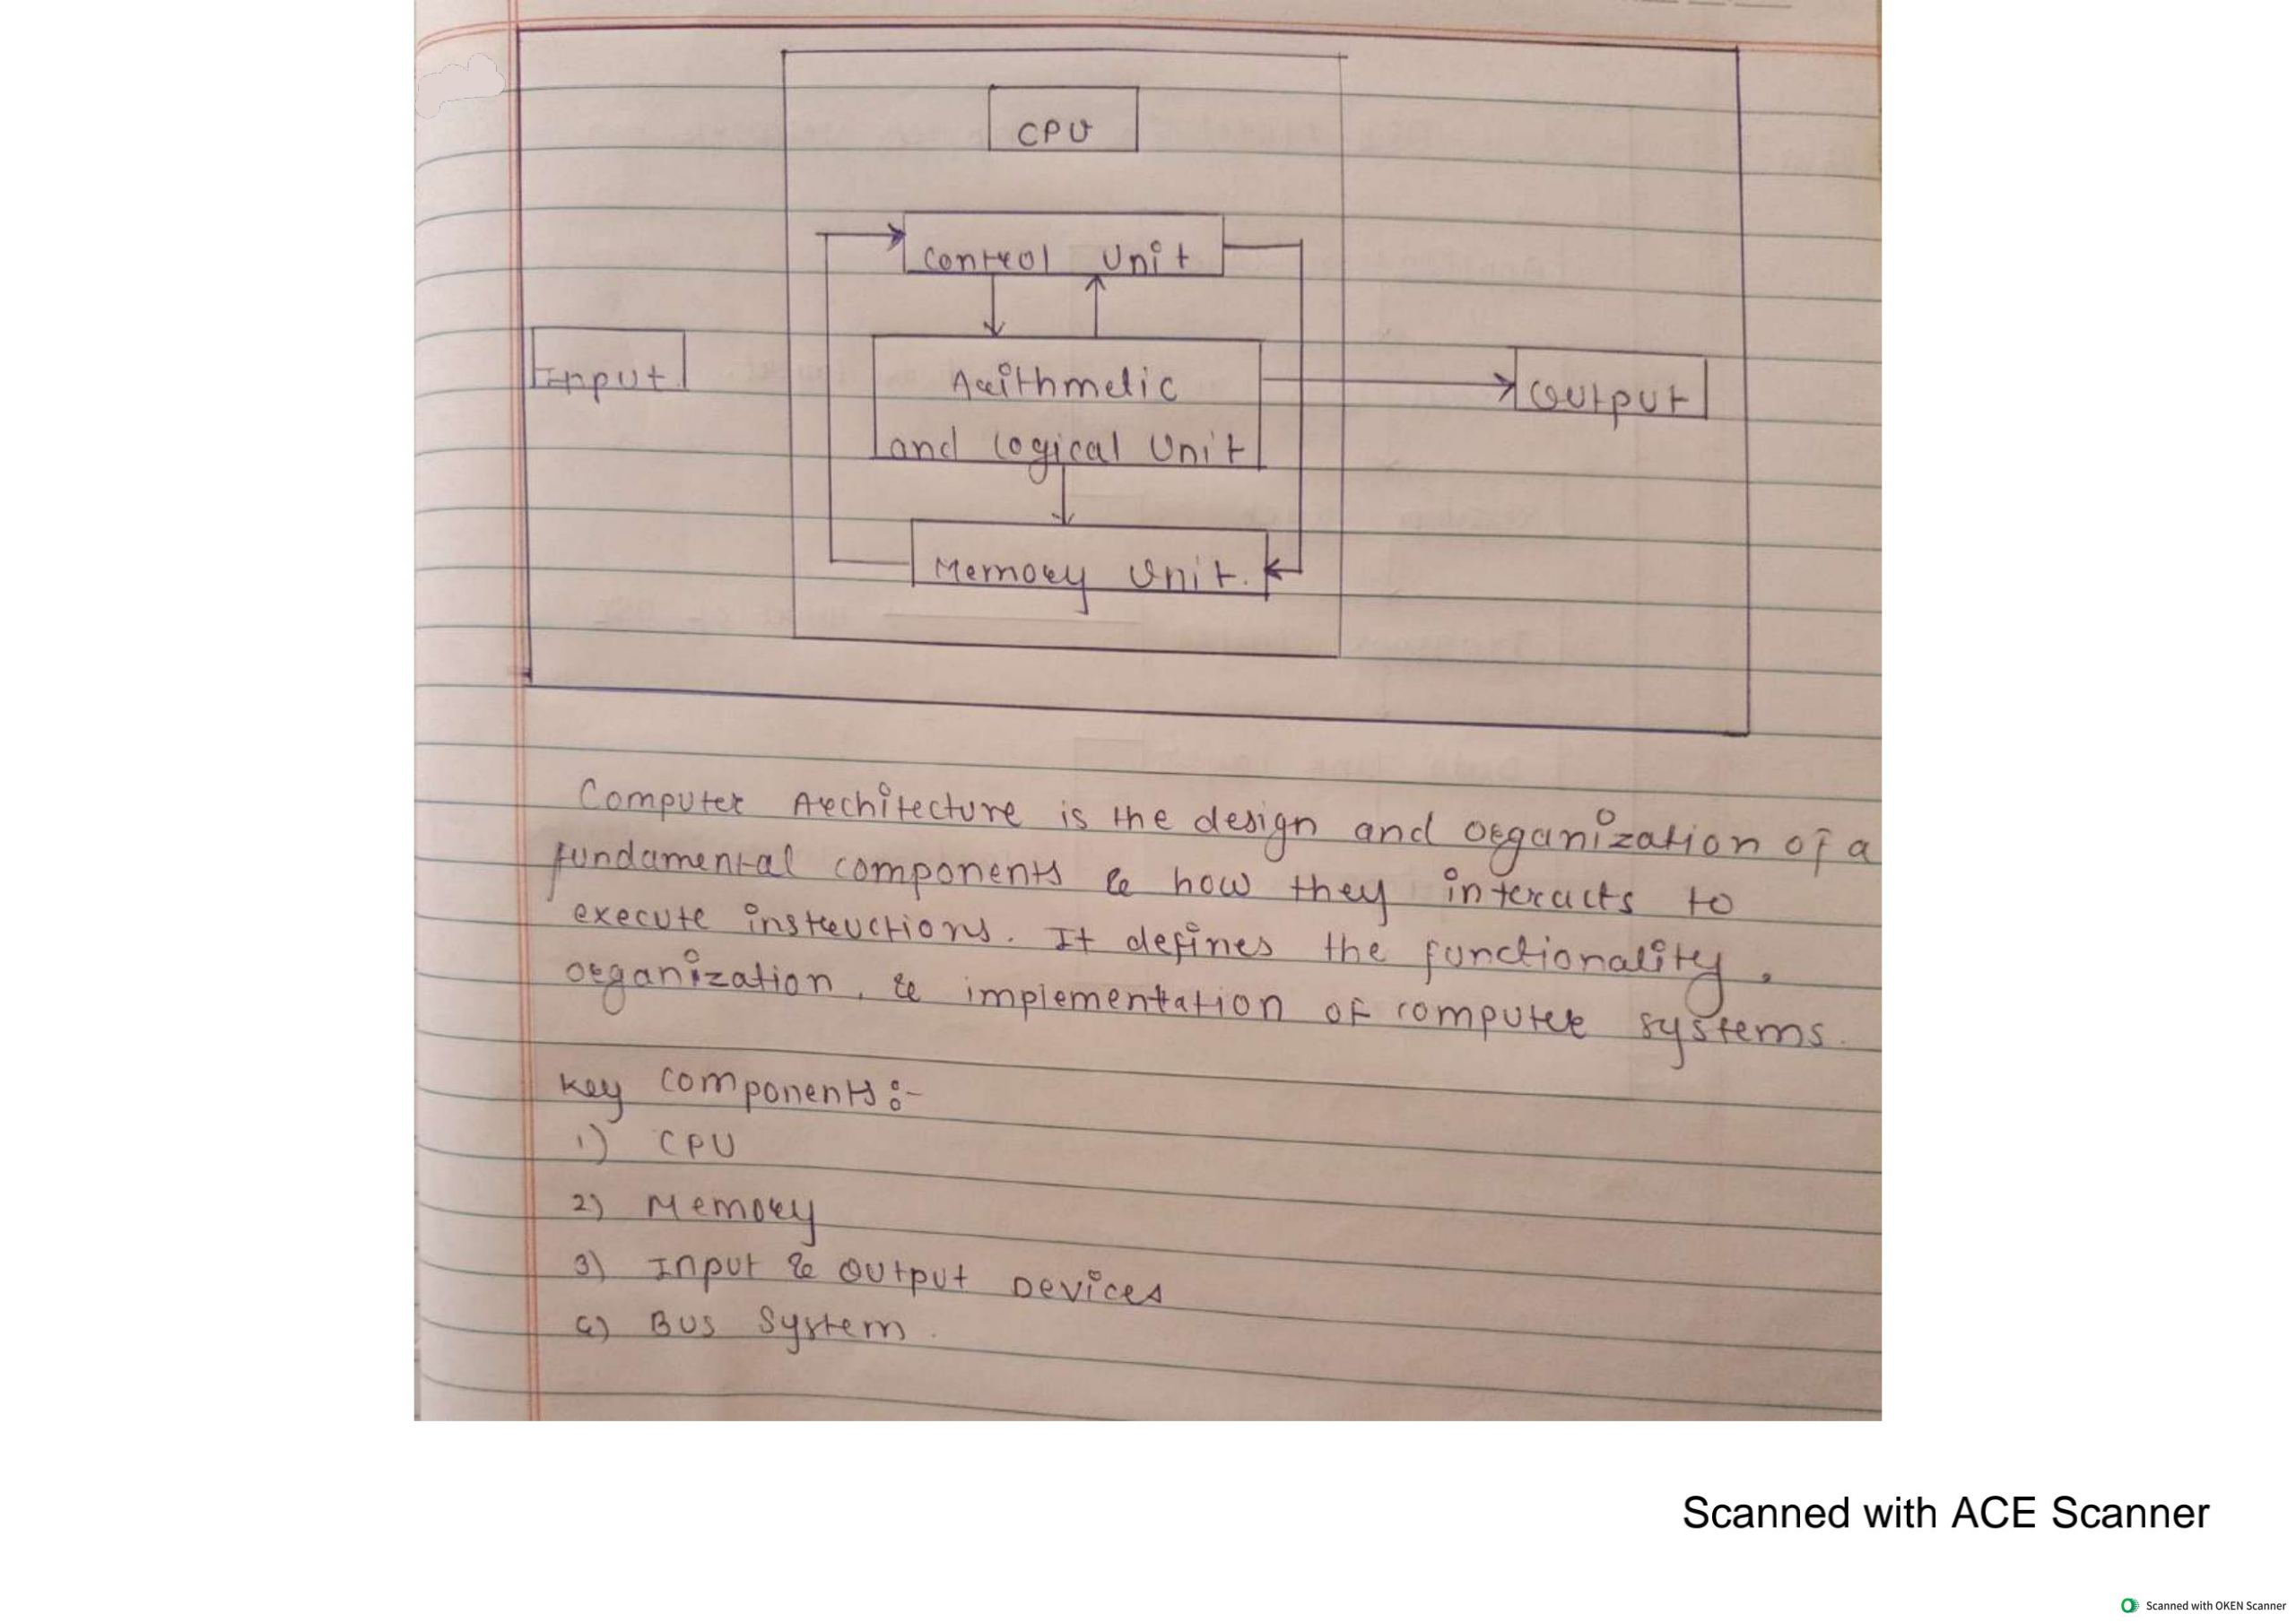 CPU
Control Unit
Input
Arithmetic
and Logical Unit
Output
Memory Unit.
Computer Architecture is the design and organization of a
fundamental components & how they interacts to
execute instructions. It defines the functionality,
organization, & implementation of computer systems.
Key components:-
1) CPU
2) Memory
3) Input & Output Devices
4) Bus System.
Scanned with ACE Scanner
Scanned with OKEN Scanner